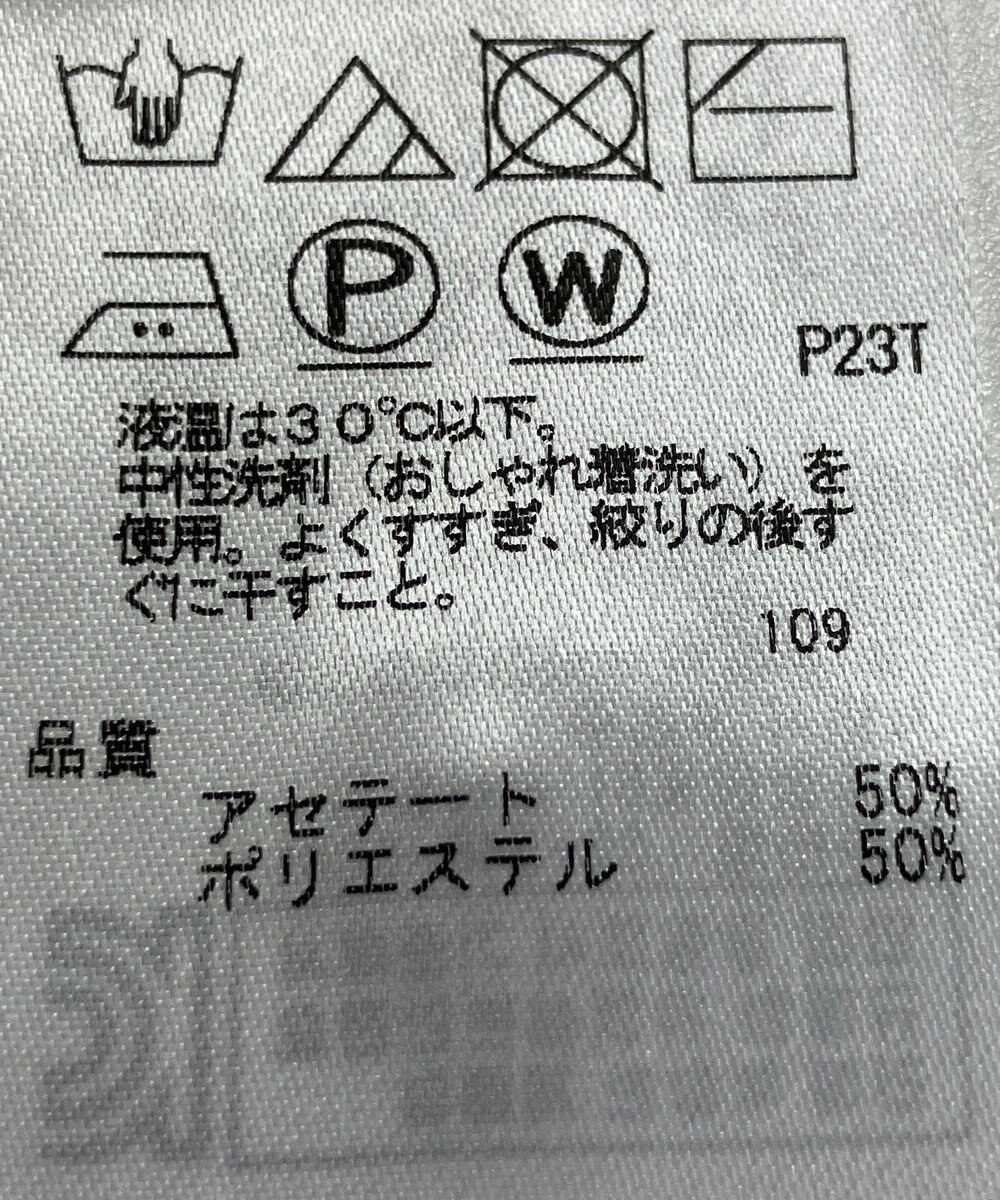 P
W
P23T
液温は30℃以下。
中性洗剤（おしゃれ着洗い）を
使用。よくすすぎ、絞りの後す
ぐに干すこと。
109
品質
アセテート 50%
ポリエステル 50%